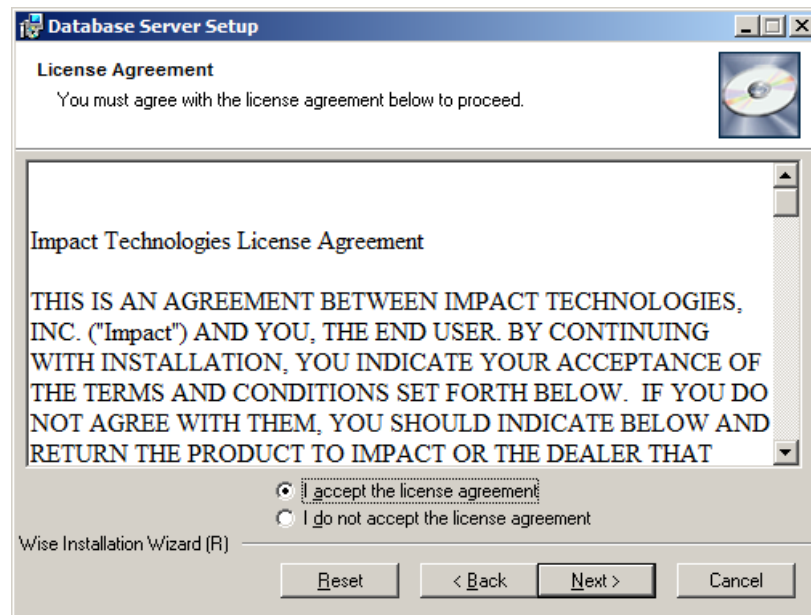 Database Server Setup
License Agreement
You must agree with the license agreement below to proceed.
Impact Technologies License Agreement
THIS IS AN AGREEMENT BETWEEN IMPACT TECHNOLOGIES,
INC. ("Impact") AND YOU, THE END USER. BY CONTINUING
WITH INSTALLATION, YOU INDICATE YOUR ACCEPTANCE OF
THE TERMS AND CONDITIONS SET FORTH BELOW.  IF YOU DO
NOT AGREE WITH THEM, YOU SHOULD INDICATE BELOW AND
RETURN THE PRODUCT TO IMPACT OR THE DEALER THAT
I accept the license agreement
I do not accept the license agreement
Wise Installation Wizard (R)
Reset
< Back
Next >
Cancel